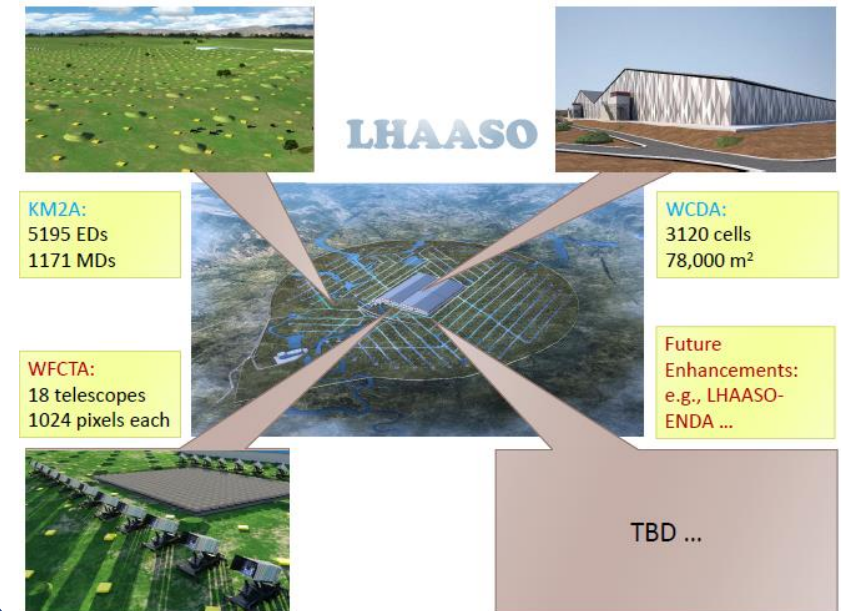 LHAASO
KM2A:
5195 EDs
1171 MDs
WCDA:
3120 cells
78,000 m²
WFCTA:
18 telescopes
1024 pixels each
Future
Enhancements:
e.g., LHAASO-
ENDA ...
TBD ...